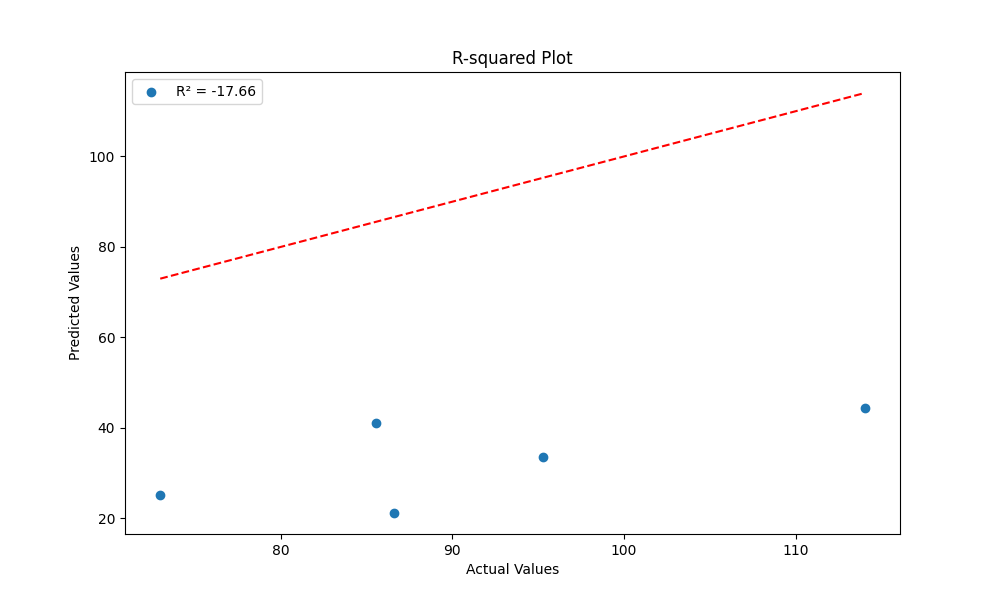 R-squared Plot
R² = -17.66
100
80
60
40
20
Predicted Values
80 90 100 110
Actual Values